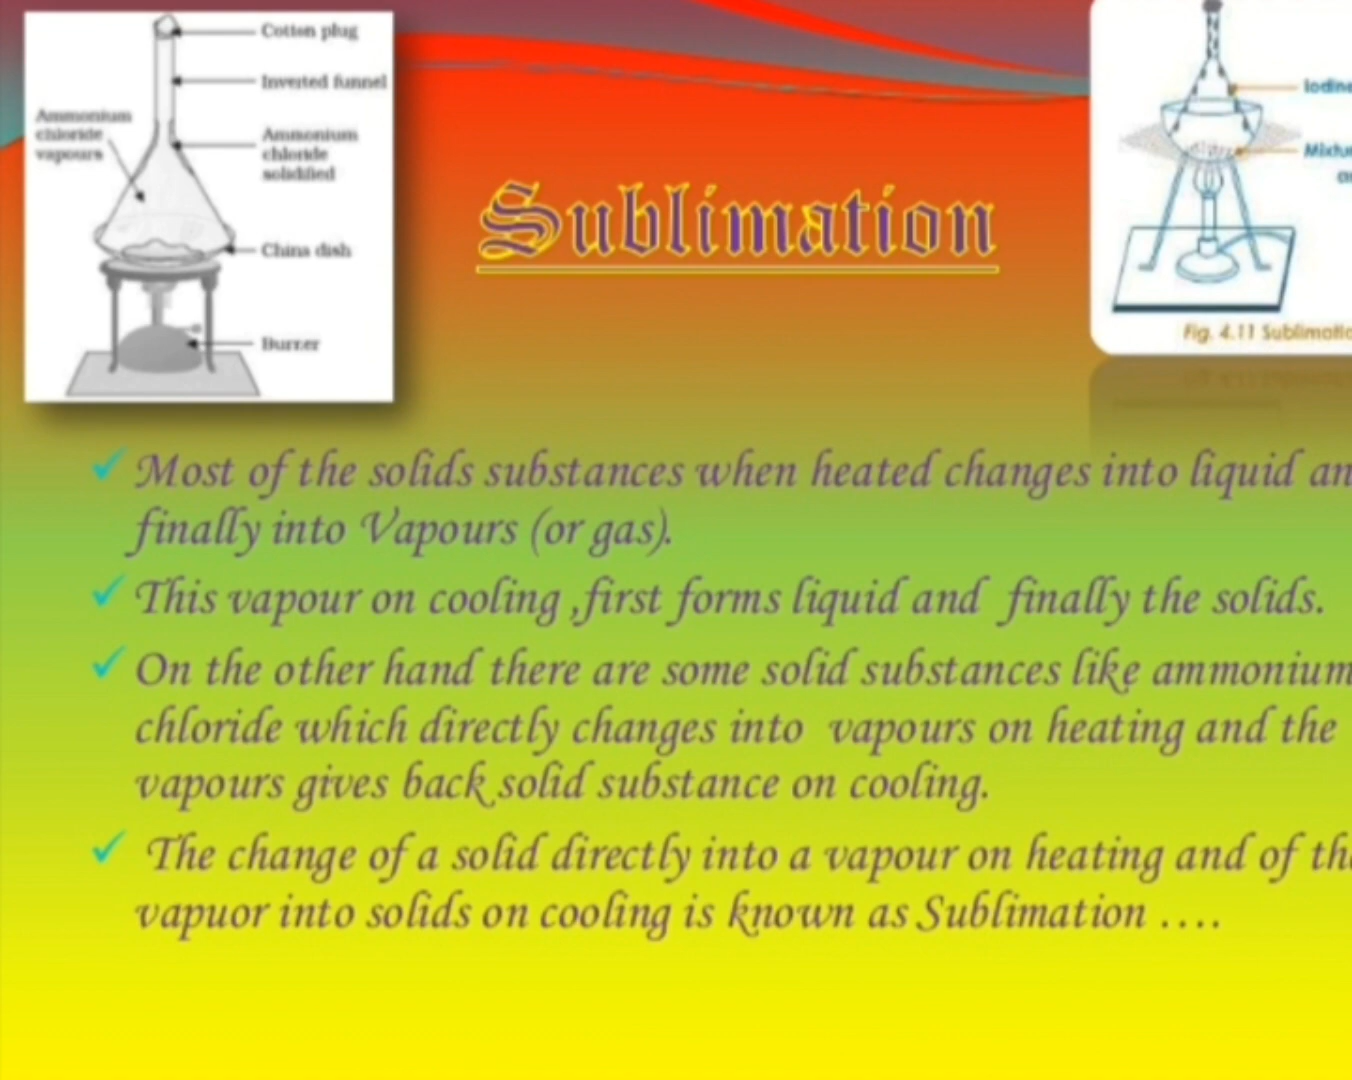 Cotton plug
Inverted funnel
Ammonium
chloride
vapours
Ammonium
chloride
solidified
China dish
Burner
Sublimation
Iodine
Fig. 4.11
Most of the solids substances when heated changes into liquid
finally into Vapours (or gas).
This vapour on cooling ,first forms liquid and finally the solids.
On the other hand there are some solid substances like ammonium
chloride which directly changes into vapours on heating and the
vapours gives back solid substance on cooling.
The change of a solid directly into a vapour on heating and of
vapuor into solids on cooling is known as Sublimation ....